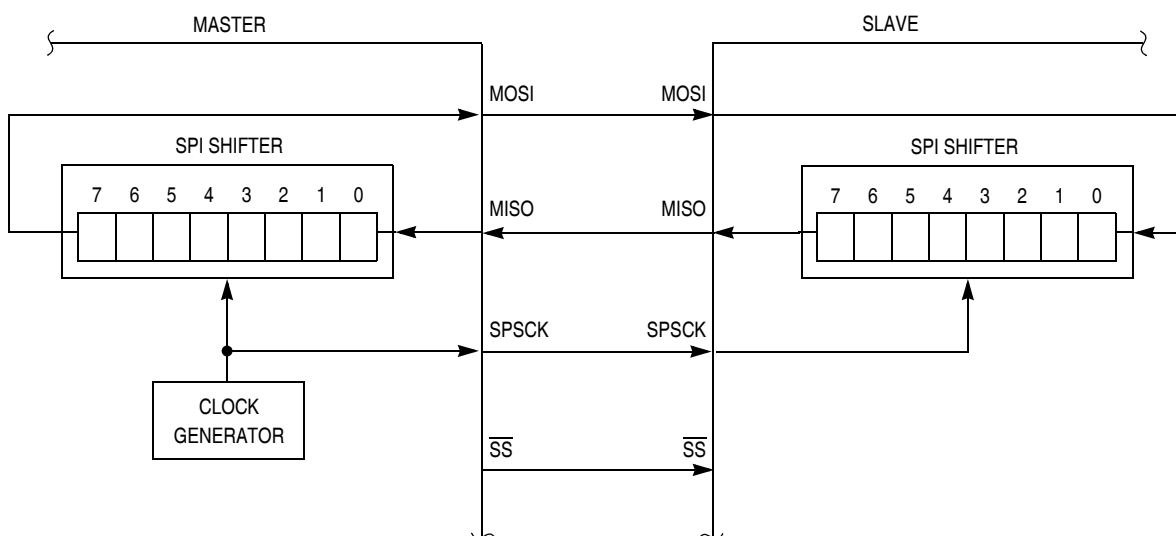 MASTER
SLAVE
MOSI MOSI
SPI SHIFTER
7 6 5 4 3 2 1 0
SPI SHIFTER
7 6 5 4 3 2 1 0
MISO MISO
SPSCK SPSCK
CLOCK
GENERATOR
SS SS